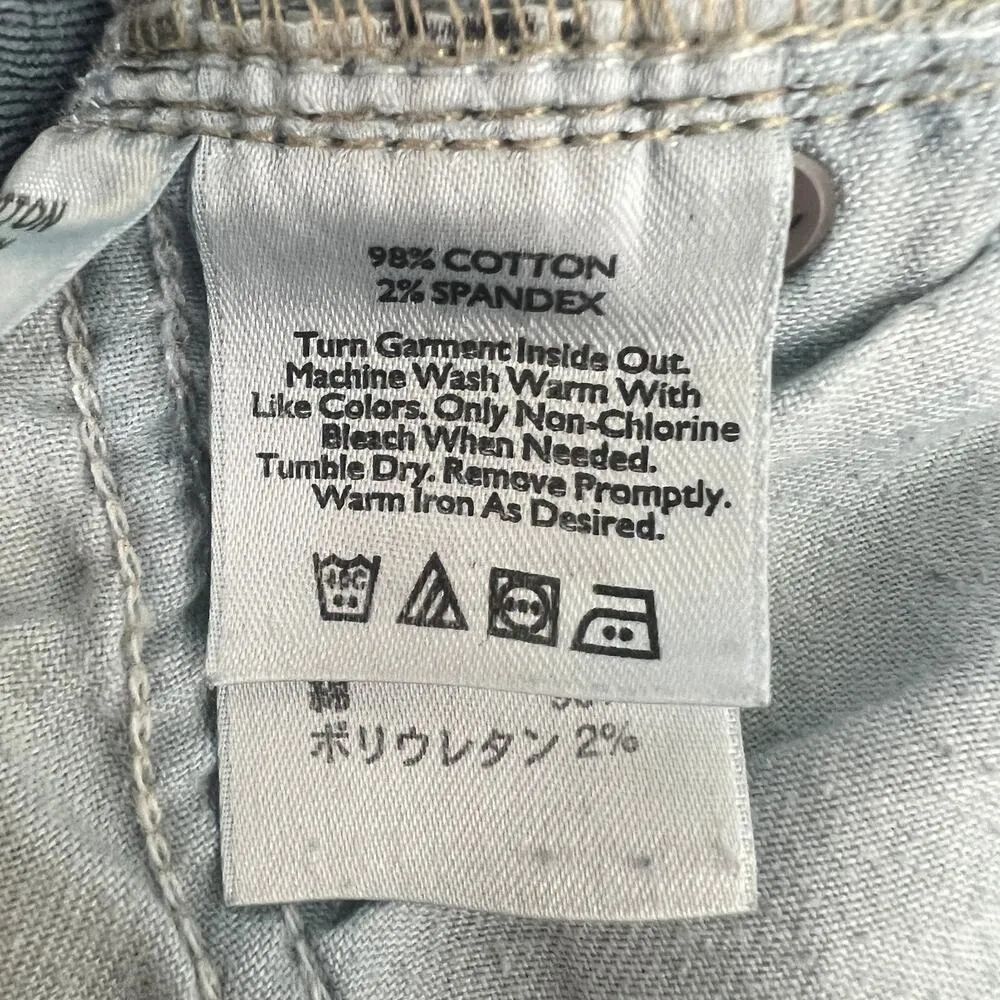 98% COTTON
2% SPANDEX
Turn Garment Inside Out.
Machine Wash Warm With
Like Colors. Only Non-Chlorine
Bleach When Needed.
Tumble Dry. Remove Promptly.
Warm Iron As Desired.
ポリウレタン 2%